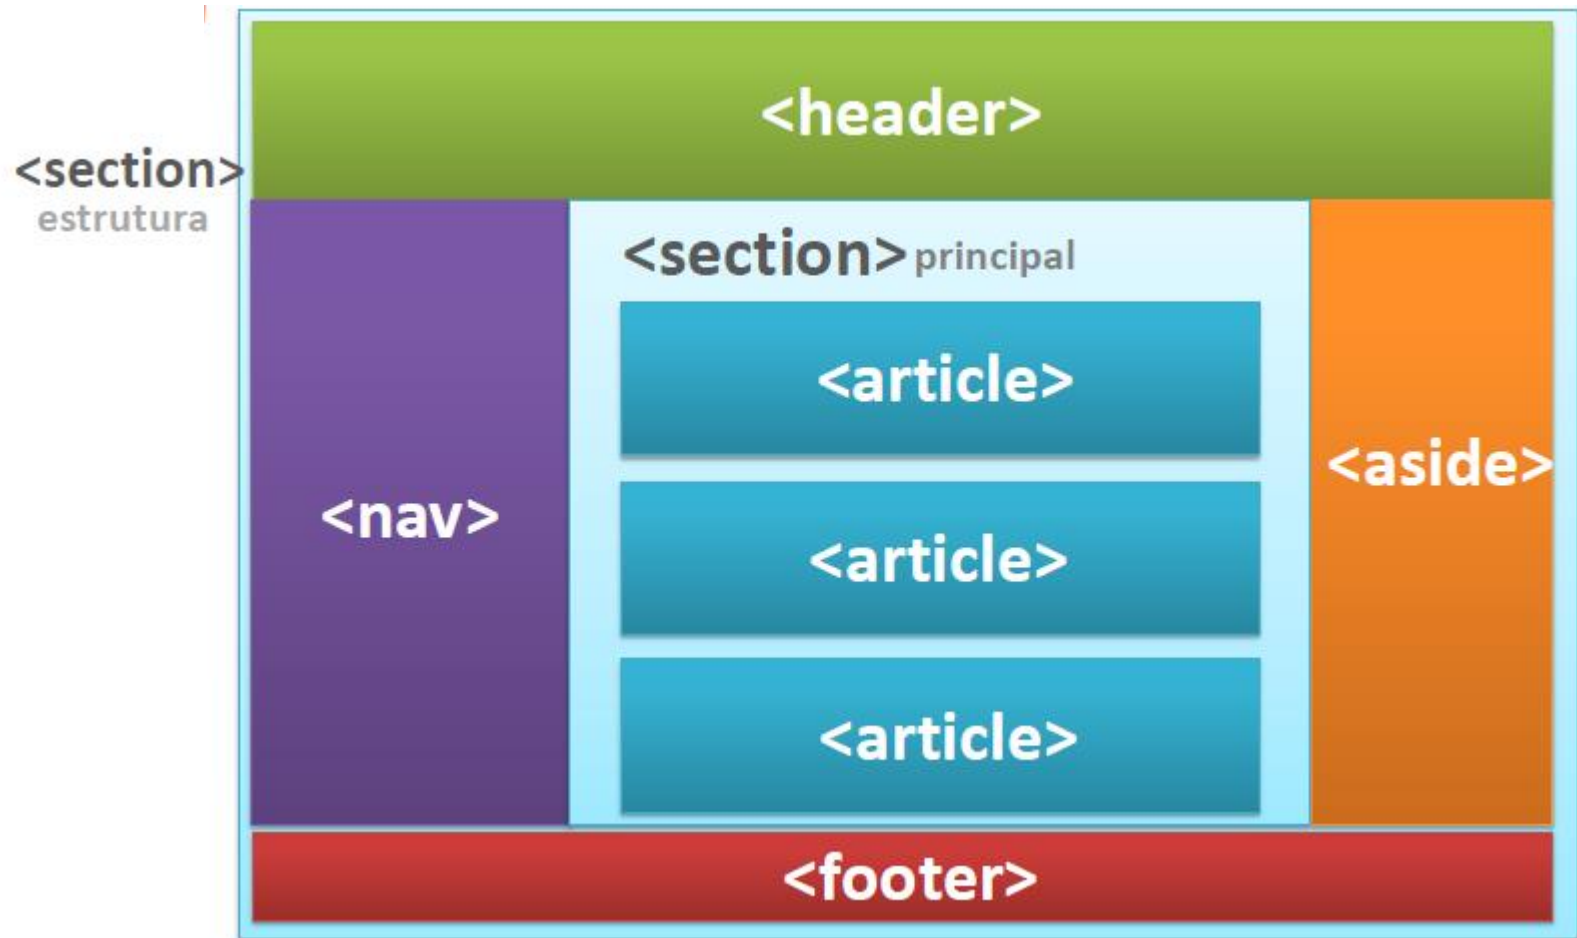 <header>
<section>
estrutura
<section> principal
<article>
<aside>
<nav>
<article>
<article>
<footer>